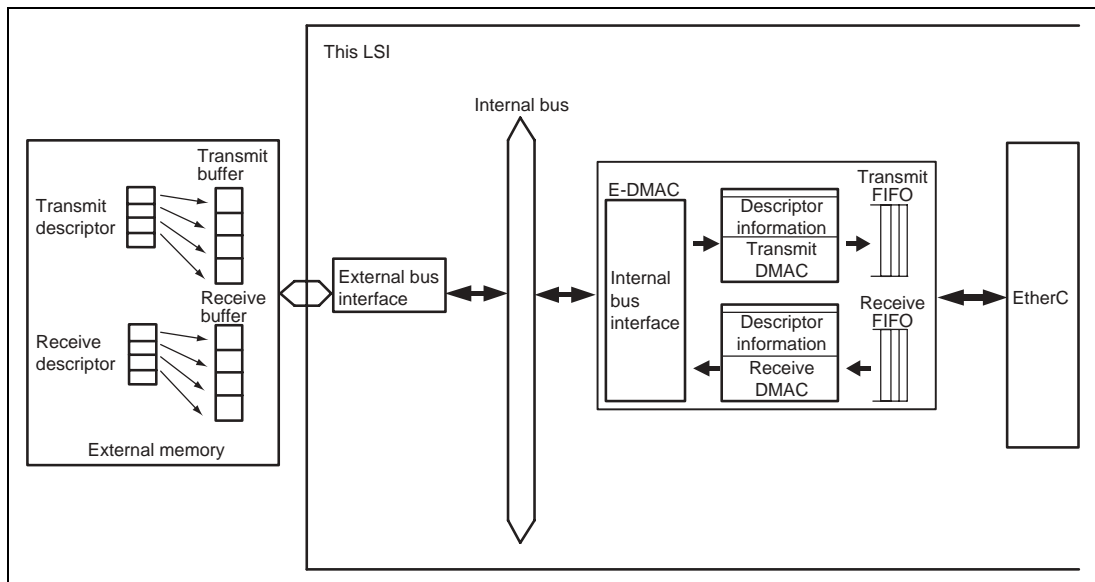 This LSI
Internal bus
Transmit
buffer
Transmit
descriptor
Receive
buffer
Receive
descriptor
External memory
External bus
interface
E-DMAC
Internal
bus
interface
Descriptor
information
Transmit
DMAC
Transmit
FIFO
Descriptor
information
Receive
DMAC
Receive
FIFO
EtherC